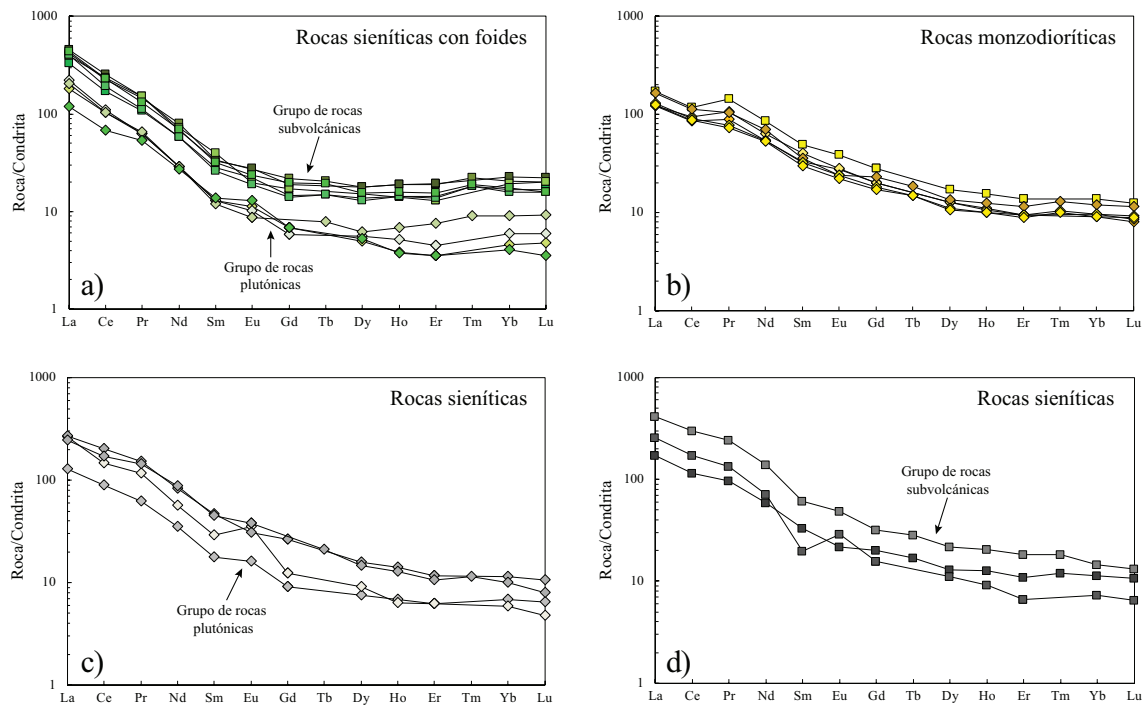 1000
100
10
1
Roca/Condrita
Rocas sieníticas con foides
Grupo de rocas
subvolcánicas
Grupo de rocas
plutónicas
a)
La Ce Pr Nd Sm Eu Gd Tb Dy Ho Er Tm Yb Lu
1000
100
10
1
Roca/Condrita
Rocas monzodioríticas
b)
La Ce Pr Nd Sm Eu Gd Tb Dy Ho Er Tm Yb Lu
1000
100
10
1
Roca/Condrita
Rocas sieníticas
Grupo de rocas
plutónicas
c)
La Ce Pr Nd Sm Eu Gd Tb Dy Ho Er Tm Yb Lu
1000
100
10
1
Roca/Condrita
Rocas sieníticas
Grupo de rocas
subvolcánicas
d)
La Ce Pr Nd Sm Eu Gd Tb Dy Ho Er Tm Yb Lu